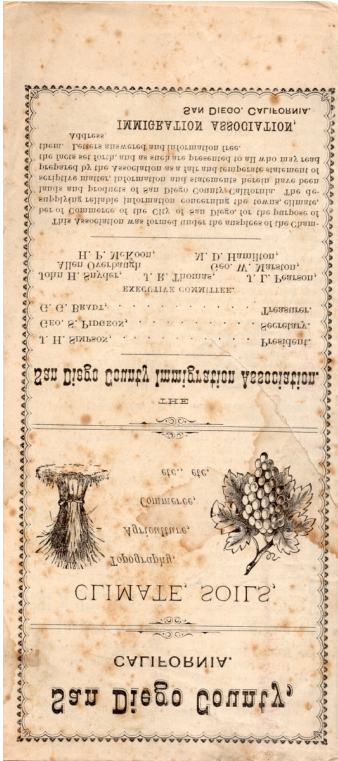 San Diego County,
CALIFORNIA.
CLIMATE, SOILS,
Topography,
Agriculture,
Commerce,
etc., etc.
THE
San Diego County Immigration Association.
J. H. SIMPSON, . . . . . . . . . . President.
GEO. S. PIDGEON, . . . . . . . . . . Secretary.
G. G. BRADT, . . . . . . . . . . Treasurer.
EXECUTIVE COMMITTEE.
John H. Snyder, J. R. Thomas, J. L. Pearson,
Allen Overbaugh Geo. W. Marston,
H. P. McKoon, M. D. Hamilton,
This Association was formed under the auspices of the Cham-
ber of Commerce of the City of San Diego, for the purpose of
supplying reliable information concerning the towns, climate,
lands and products of San Diego County, California. The de-
scriptive matter, information and statements herein have been
prepared by the Association as a fair and temperate statement of
the facts set forth, and as such are presented to all who may read
them. Letters answered and information free.
Address
IMMIGRATION ASSOCIATION,
SAN DIEGO, CALIFORNIA.